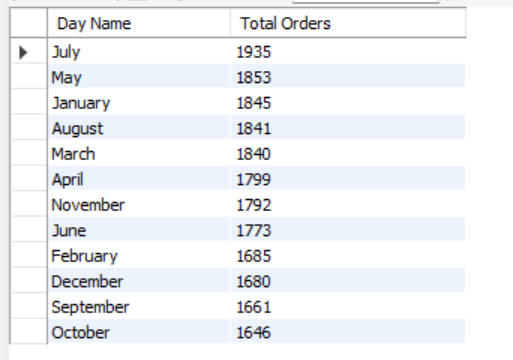 Day Name Total Orders
July 1935
May 1853
January 1845
August 1841
March 1840
April 1799
November 1792
June 1773
February 1685
December 1680
September 1661
October 1646